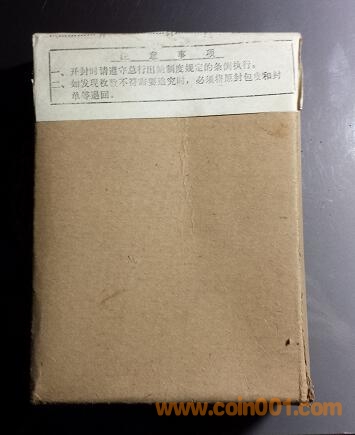 注意事项
一、开封时请遵守总行出纳制度规定的条例执行。
二、如发现枚数不符需要追究时，必须将原封包皮和封
单等退回。
www.coin001.com